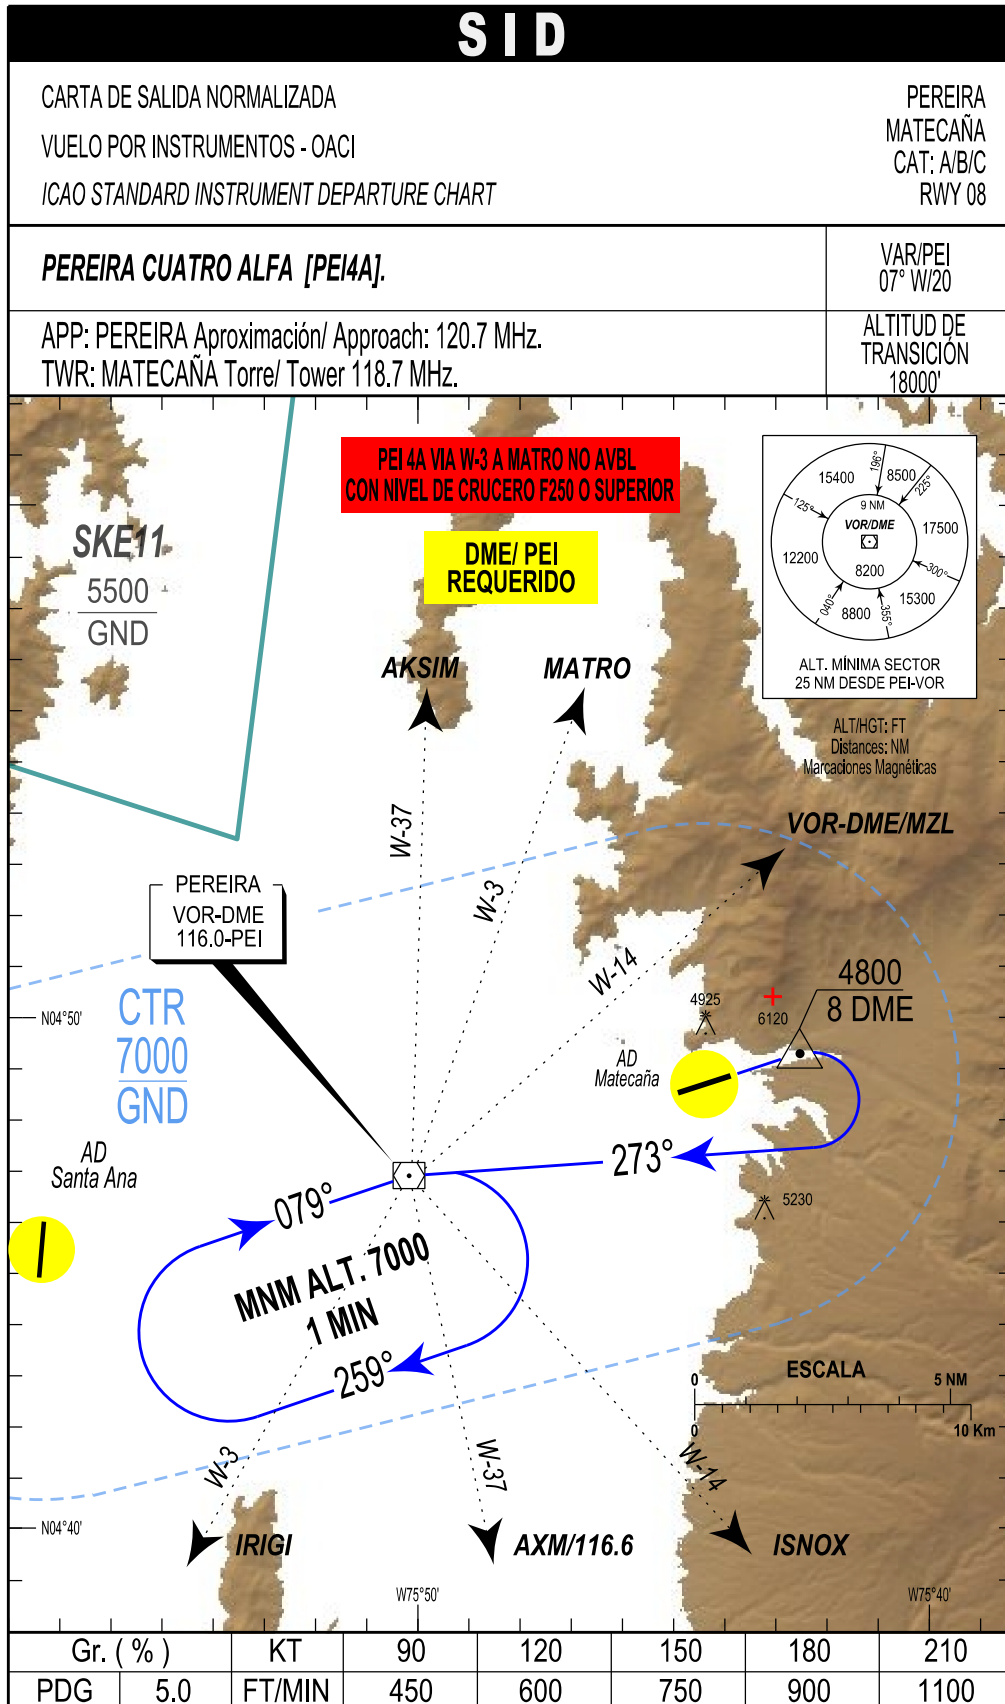 SID
CARTA DE SALIDA NORMALIZADA
VUELO POR INSTRUMENTOS - OACI
ICAO STANDARD INSTRUMENT DEPARTURE CHART
PEREIRA
MATECAÑA
CAT: A/B/C
RWY 08
PEREIRA CUATRO ALFA [PEI4A].
VAR/PEI
07° W/20
APP: PEREIRA Aproximación/ Approach: 120.7 MHz.
TWR: MATECAÑA Torre/ Tower 118.7 MHz.
ALTITUD DE
TRANSICIÓN
18000'
PEI 4A VIA W-3 A MATRO NO AVBL
CON NIVEL DE CRUCERO F250 O SUPERIOR
DME/ PEI
REQUERIDO
SKE11
5500
GND
15400
196°
8500
225°
125°
9 NM
VOR/DME
17500
12200
8200
300°
040°
8800
355°
15300
ALT. MÍNIMA SECTOR
25 NM DESDE PEI-VOR
ALT/HGT: FT
Distances: NM
Marcaciones Magnéticas
AKSIM
MATRO
W-37
W-3
W-14
VOR-DME/MZL
PEREIRA
VOR-DME
116.0-PEI
CTR
7000
GND
N04°50'
4925
6120
4800
8 DME
AD
Matecaña
AD
Santa Ana
273°
079°
5230
MNM ALT. 7000
1 MIN
259°
ESCALA
0
5 NM
0
10 Km
W-3
W-37
W-14
N04°40'
IRIGI
AXM/116.6
ISNOX
W75°50'
W75°40'
Gr. ( % )
KT
90
120
150
180
210
PDG
5.0
FT/MIN
450
600
750
900
1100